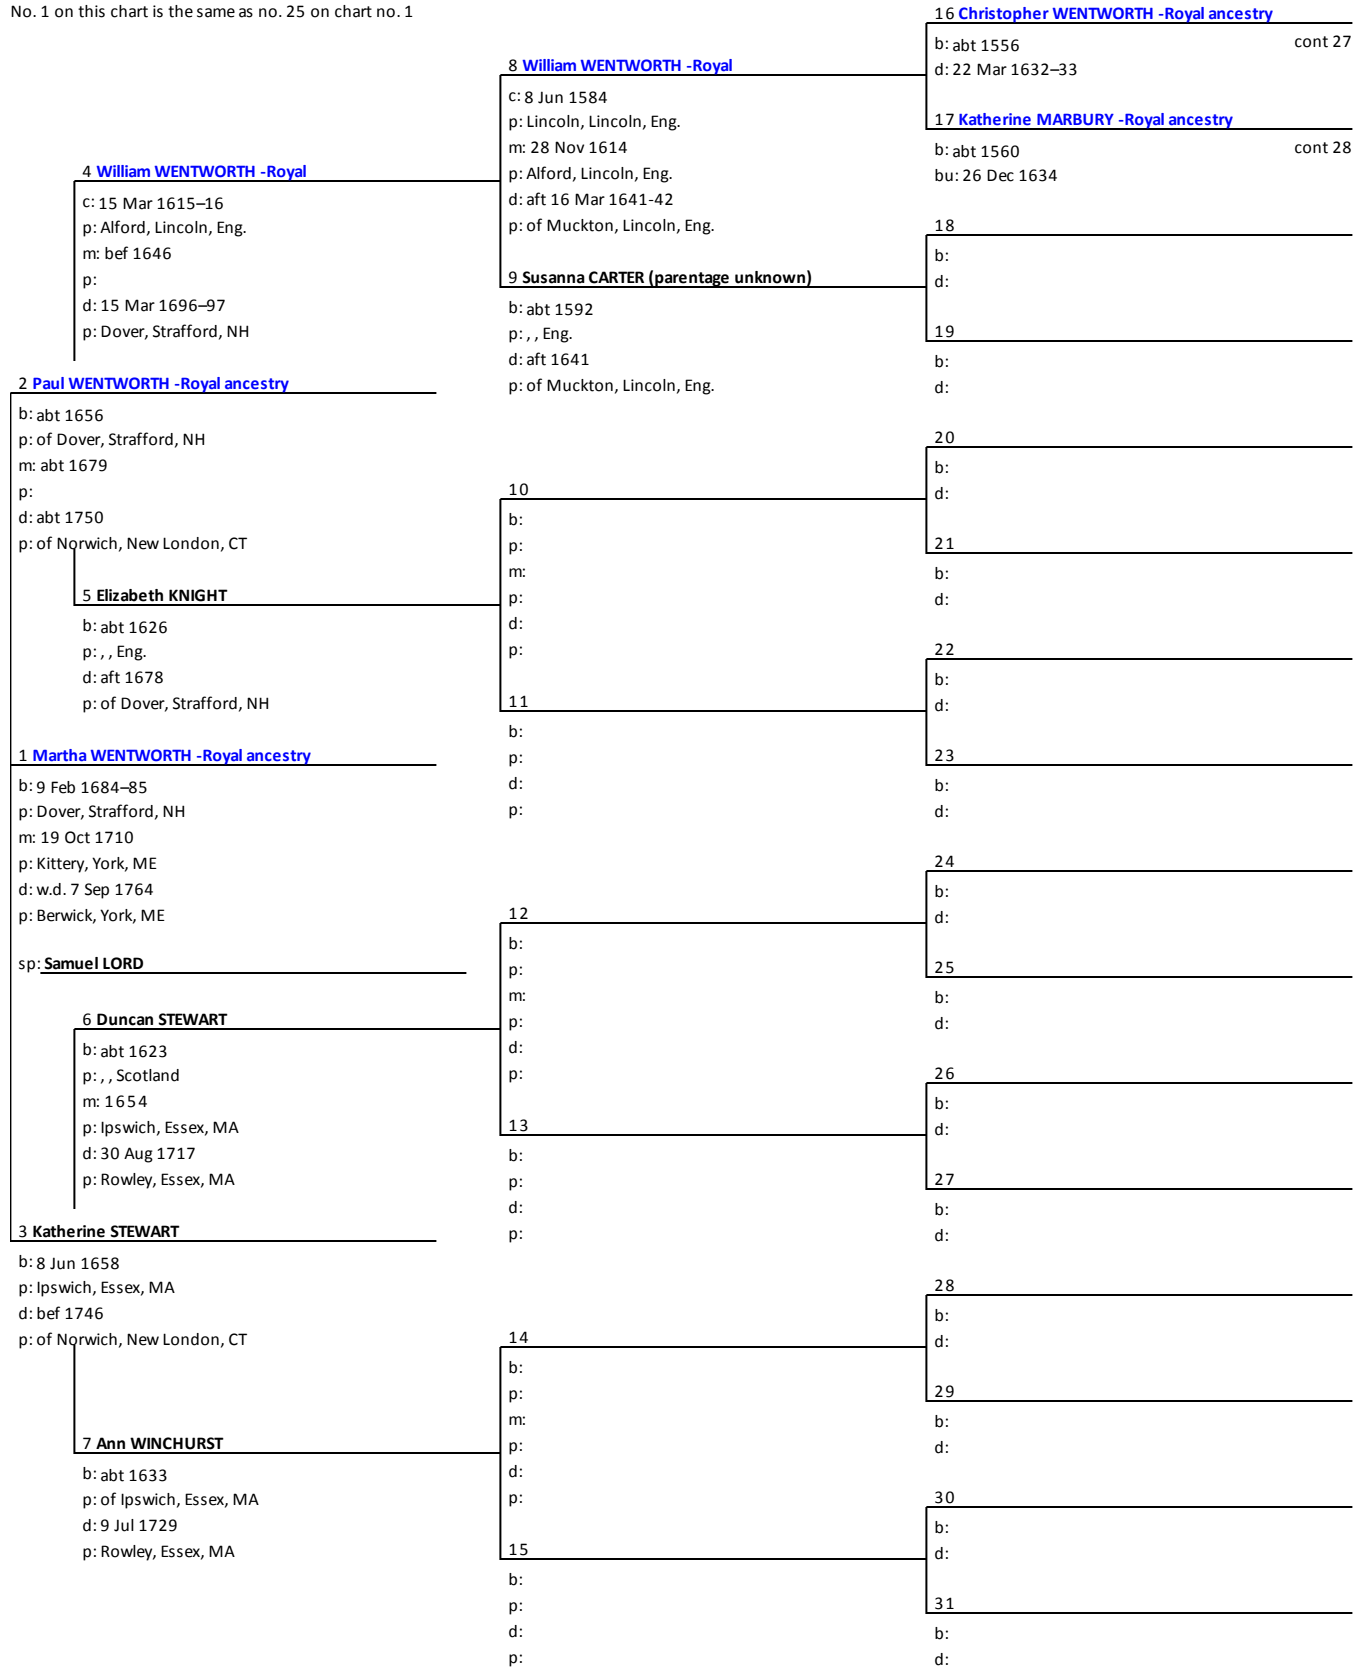 No. 1 on this chart is the same as no. 25 on chart no. 1
16 Christopher WENTWORTH -Royal ancestry
b: abt 1556 cont 27
d: 22 Mar 1632–33
8 William WENTWORTH -Royal
c: 8 Jun 1584
p: Lincoln, Lincoln, Eng.
m: 28 Nov 1614
p: Alford, Lincoln, Eng.
d: aft 16 Mar 1641-42
p: of Muckton, Lincoln, Eng.
17 Katherine MARBURY -Royal ancestry
b: abt 1560 cont 28
bu: 26 Dec 1634
4 William WENTWORTH -Royal
c: 15 Mar 1615–16
p: Alford, Lincoln, Eng.
m: bef 1646
p:
d: 15 Mar 1696–97
p: Dover, Strafford, NH
18
b:
d:
9 Susanna CARTER (parentage unknown)
b: abt 1592
p: , , Eng.
d: aft 1641
p: of Muckton, Lincoln, Eng.
19
b:
d:
2 Paul WENTWORTH -Royal ancestry
b: abt 1656
p: of Dover, Strafford, NH
m: abt 1679
p:
d: abt 1750
p: of Norwich, New London, CT
20
b:
d:
10
b:
p:
m:
p:
d:
p:
21
b:
d:
5 Elizabeth KNIGHT
b: abt 1626
p: , , Eng.
d: aft 1678
p: of Dover, Strafford, NH
22
b:
d:
11
b:
p:
d:
p:
23
b:
d:
1 Martha WENTWORTH -Royal ancestry
b: 9 Feb 1684–85
p: Dover, Strafford, NH
m: 19 Oct 1710
p: Kittery, York, ME
d: w.d. 7 Sep 1764
p: Berwick, York, ME
sp: Samuel LORD
24
b:
d:
12
b:
p:
m:
p:
d:
p:
25
b:
d:
6 Duncan STEWART
b: abt 1623
p: , , Scotland
m: 1654
p: Ipswich, Essex, MA
d: 30 Aug 1717
p: Rowley, Essex, MA
26
b:
d:
13
b:
p:
d:
p:
27
b:
d:
3 Katherine STEWART
b: 8 Jun 1658
p: Ipswich, Essex, MA
d: bef 1746
p: of Norwich, New London, CT
28
b:
d:
14
b:
p:
m:
p:
d:
p:
29
b:
d:
7 Ann WINCHURST
b: abt 1633
p: of Ipswich, Essex, MA
d: 9 Jul 1729
p: Rowley, Essex, MA
30
b:
d:
15
b:
p:
d:
p:
31
b:
d: